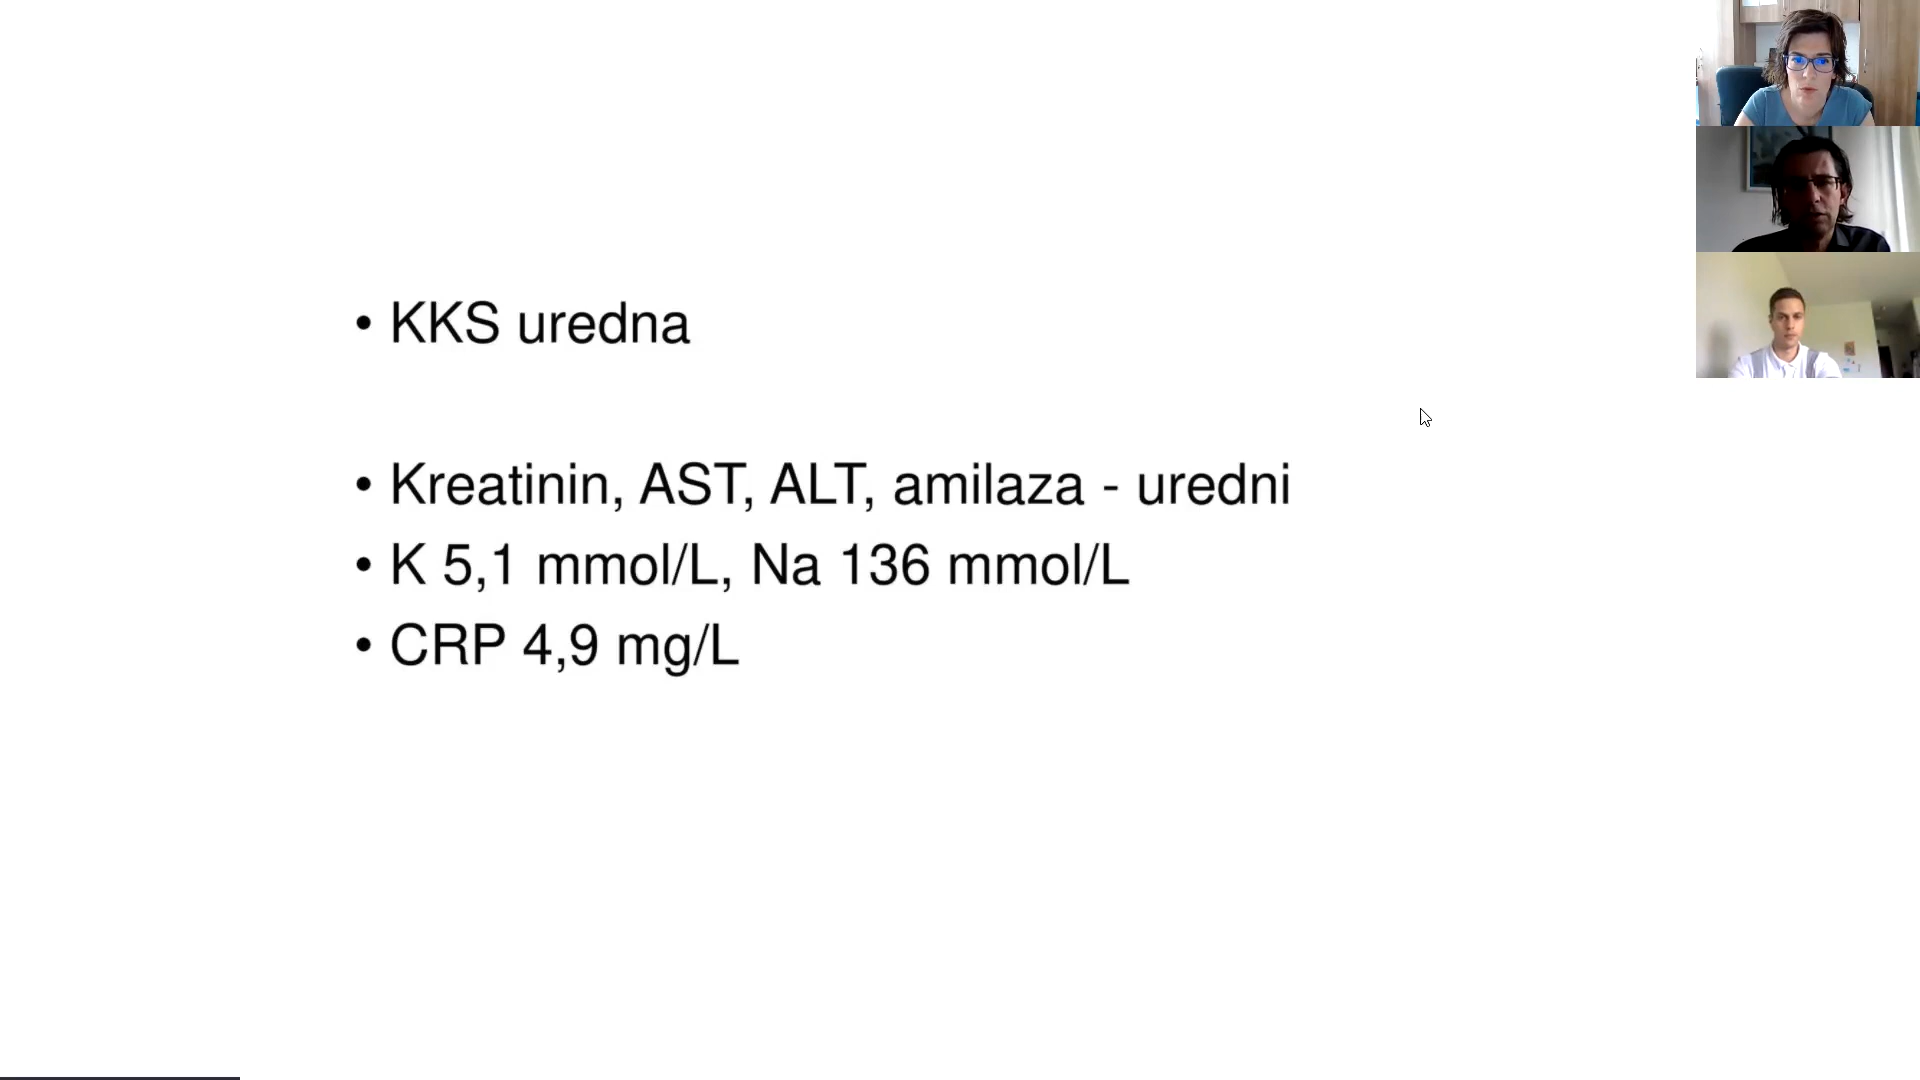 • KKS uredna
• Kreatinin, AST, ALT, amilaza - uredni
• K 5,1 mmol/L, Na 136 mmol/L
• CRP 4,9 mg/L